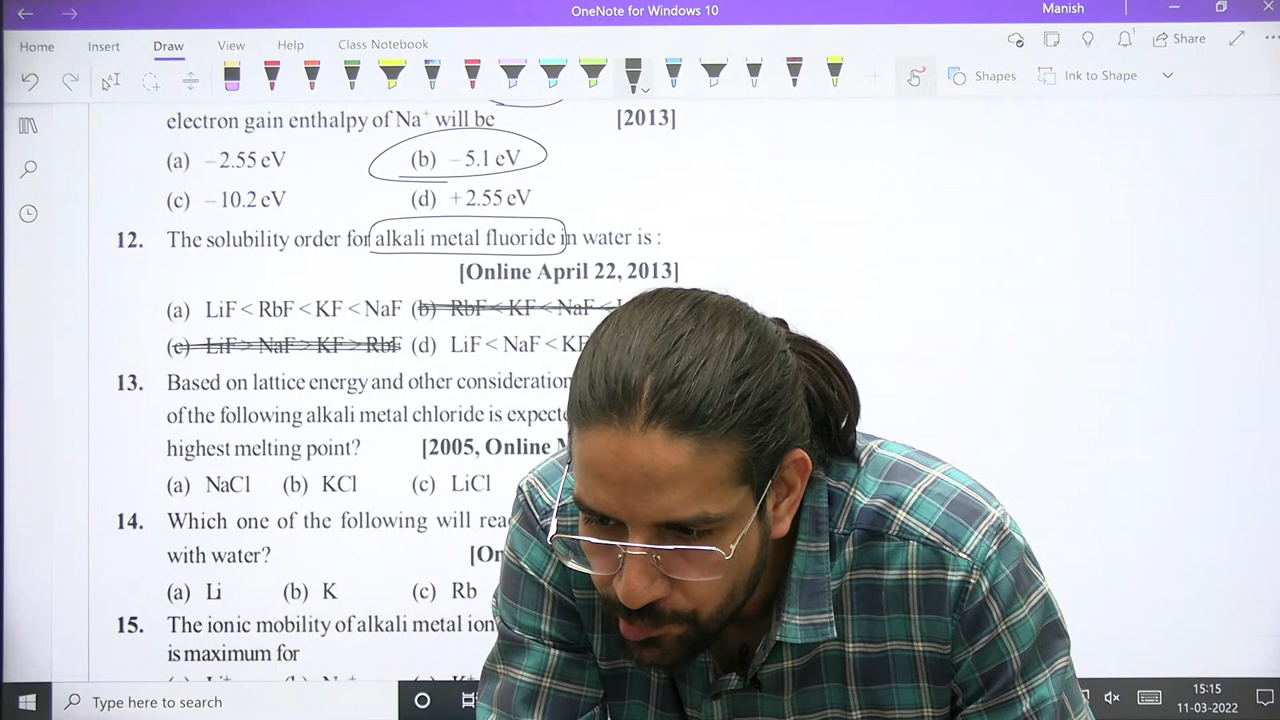 OneNote for Windows 10
Manish
Home Insert Draw View Help Class Notebook
Share
Shapes
Ink to Shape
electron gain enthalpy of Na⁺ will be [2013]
(a) –2.55 eV (b) –5.1 eV
(c) –10.2 eV (d) +2.55 eV
12. The solubility order for alkali metal fluoride in water is :
[Online April 22, 2013]
(a) LiF < RbF < KF < NaF (b) RbF < KF < NaF <
(c) LiF > NaF > KF > RbF (d) LiF < NaF < KF
13. Based on lattice energy and other consideration
of the following alkali metal chloride is
highest melting point? [2005, Online
(a) NaCl (b) KCl (c) LiCl
14. Which one of the following will
with water?
(a) Li (b) K (c) Rb
15. The ionic mobility of alkali metal ion
is maximum for
Type here to search
15:15
11-03-2022